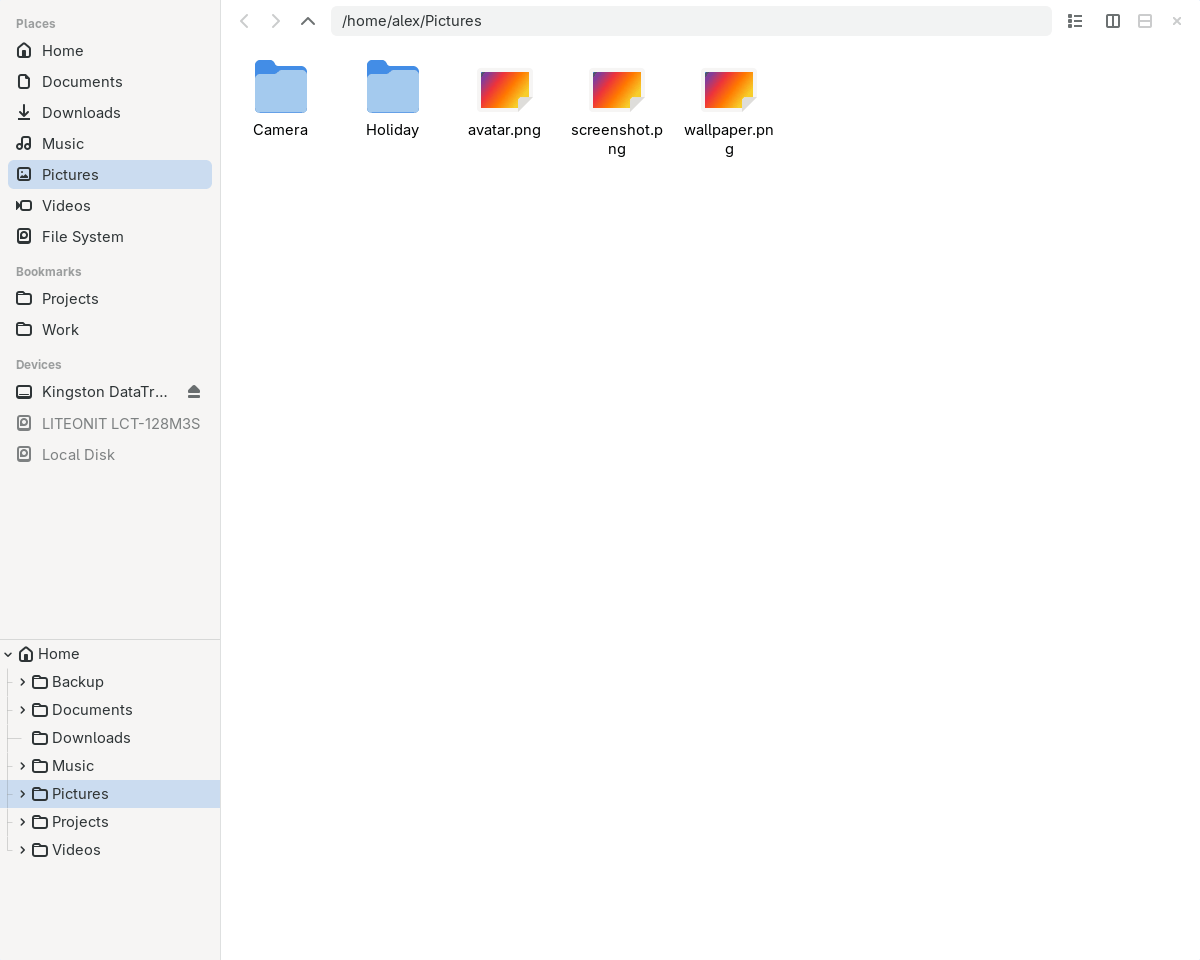 Places
Home
Documents
Downloads
Music
Pictures
Videos
File System
Bookmarks
Projects
Work
Devices
Kingston DataTr...
LITEONIT LCT-128M3S
Local Disk
Home
Backup
Documents
Downloads
Music
Pictures
Projects
Videos
/home/alex/Pictures
Camera
Holiday
avatar.png
screenshot.p
ng
wallpaper.pn
g